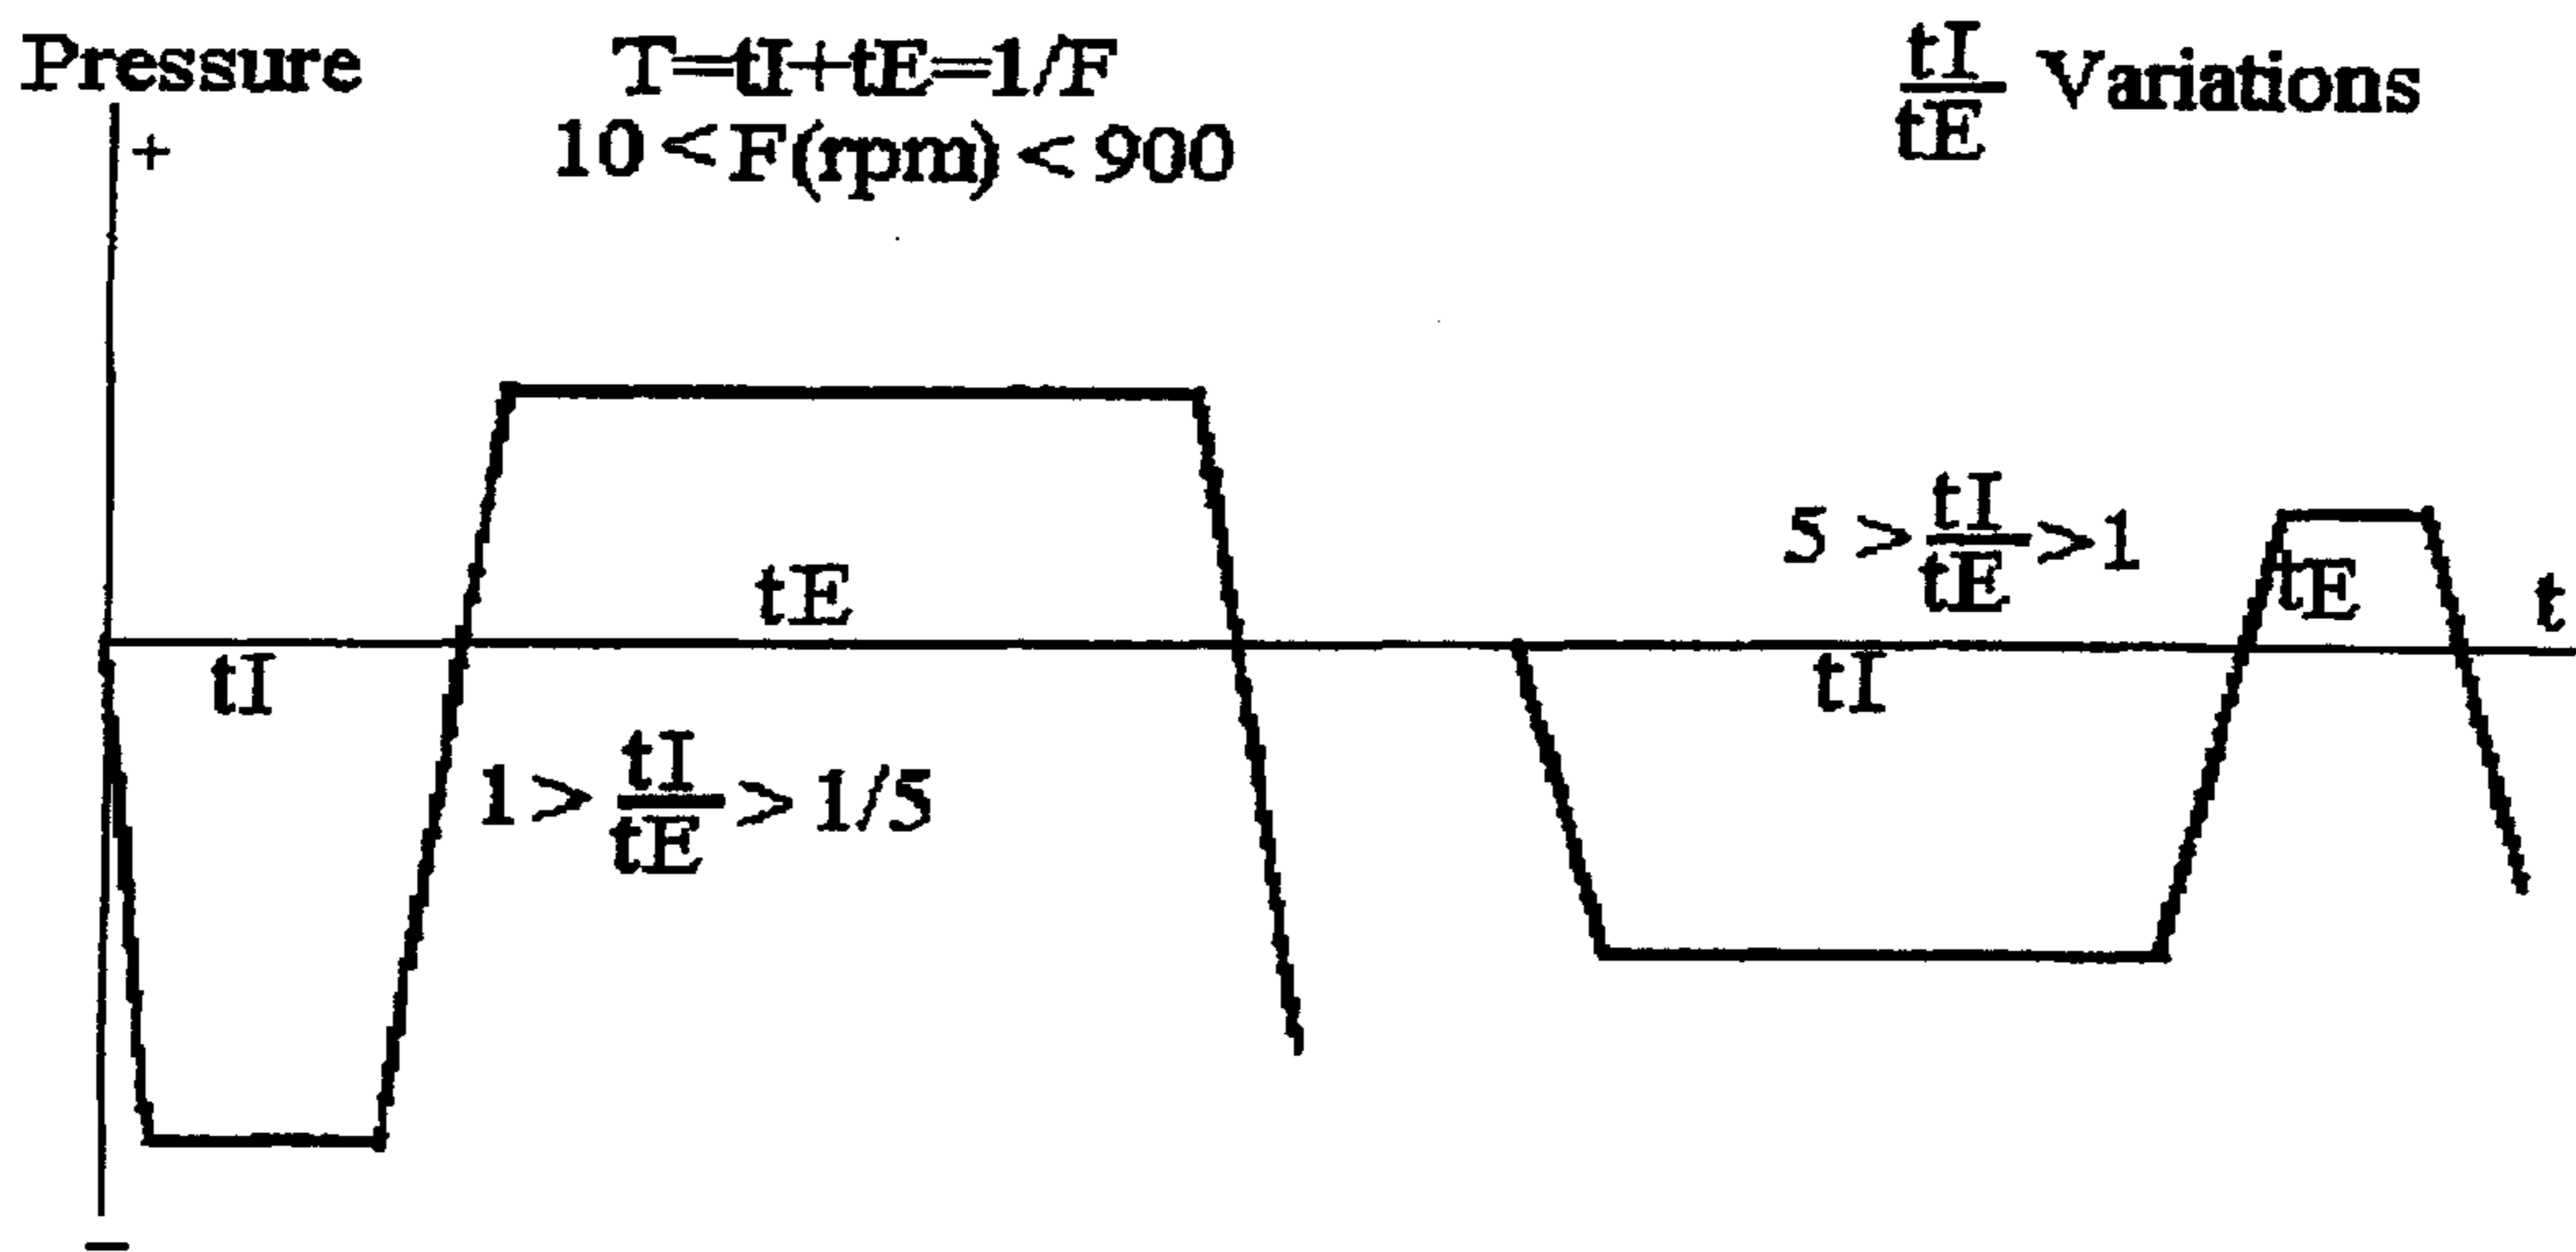 Pressure
+
T=tI+tE=1/F
10 < F(rpm) < 900
tI
tE
Variations
tI
tE
1 > tI/tE > 1/5
5 > tI/tE > 1
tI
tE
t
−